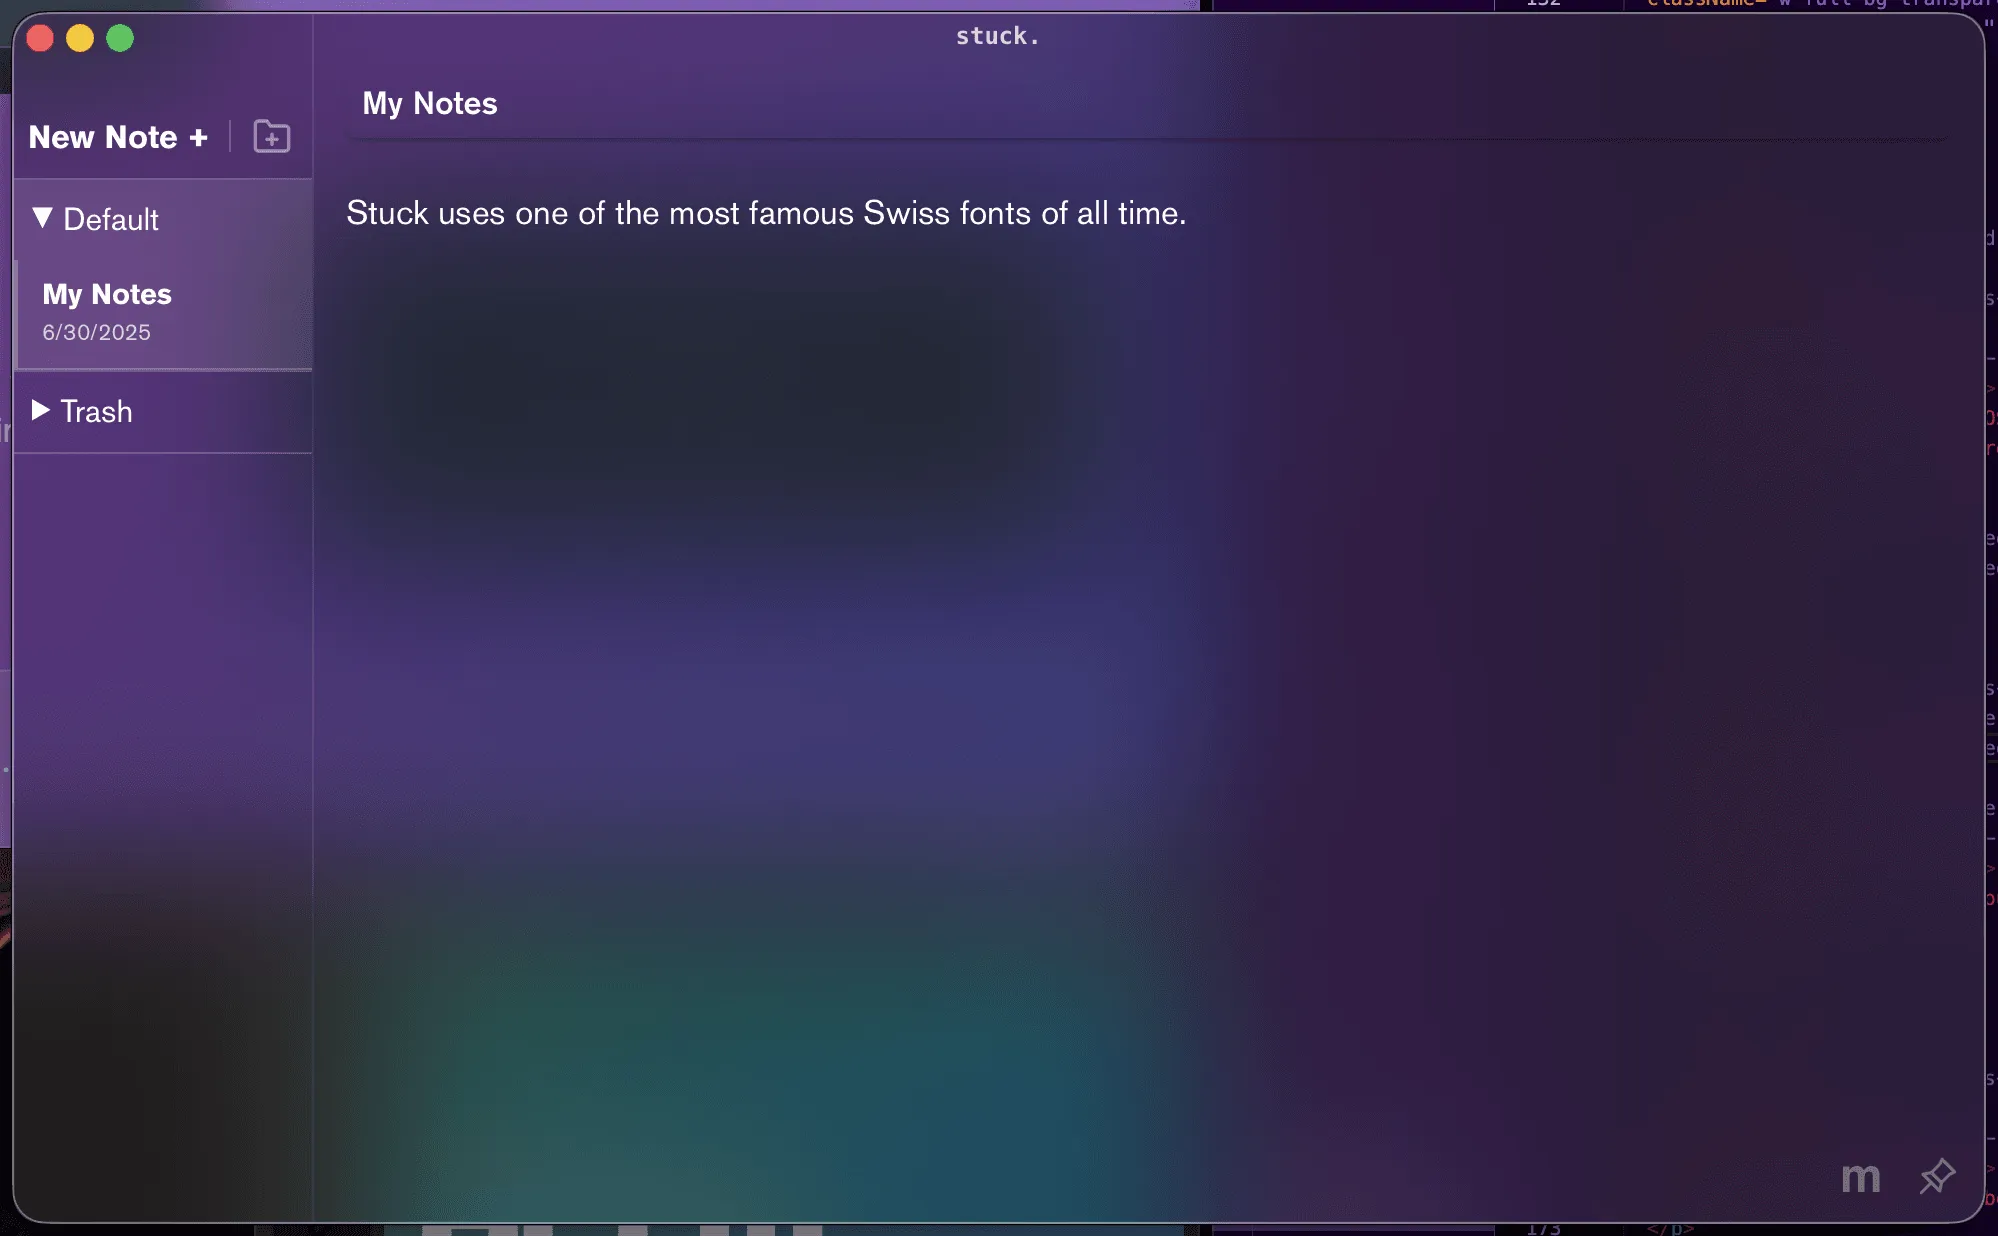 stuck.
New Note +
Default
My Notes
6/30/2025
Trash
My Notes
Stuck uses one of the most famous Swiss fonts of all time.
m
173
</p>